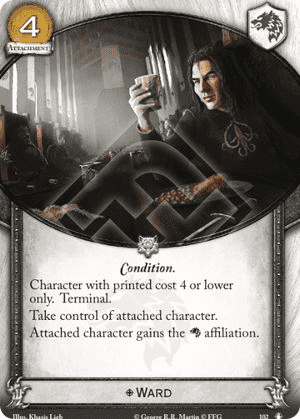 4
ATTACHMENT
Condition.
Character with printed cost 4 or lower
only. Terminal.
Take control of attached character.
Attached character gains the affiliation.
WARD
Illus. Khasis Lieb
© George R.R. Martin © FFG
102